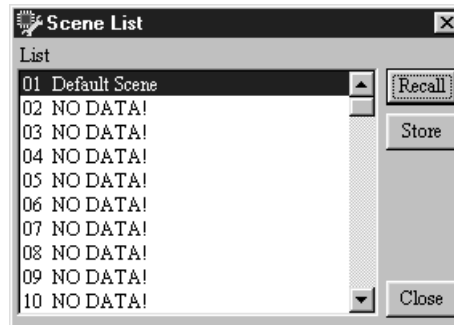 Scene List
List
01 Default Scene
02 NO DATA!
03 NO DATA!
04 NO DATA!
05 NO DATA!
06 NO DATA!
07 NO DATA!
08 NO DATA!
09 NO DATA!
10 NO DATA!
Recall
Store
Close